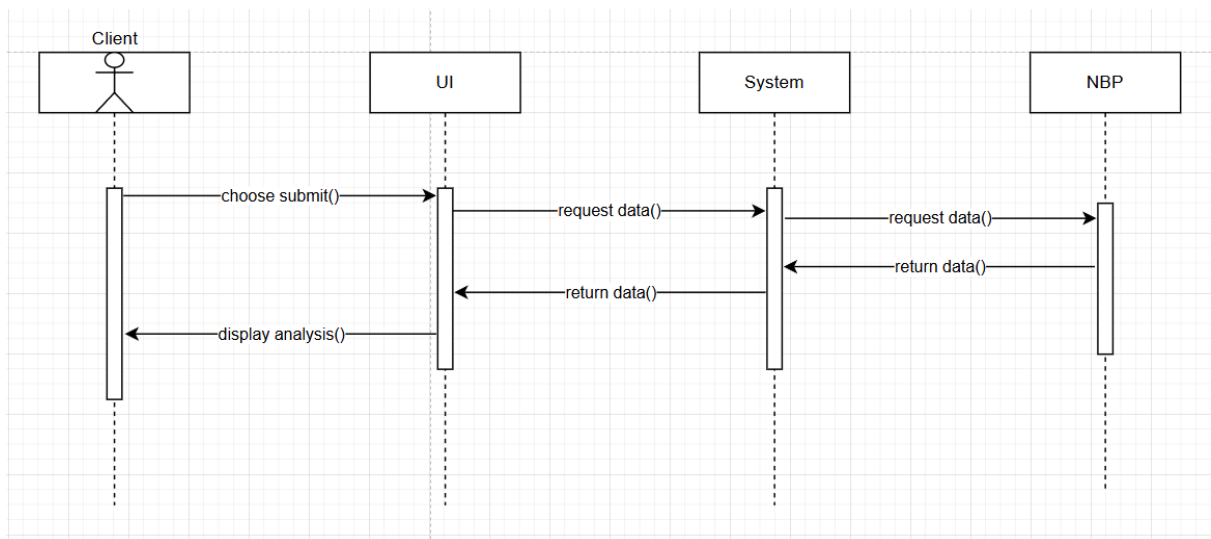 Client
UI
System
NBP
choose submit()
request data()
request data()
return data()
return data()
display analysis()